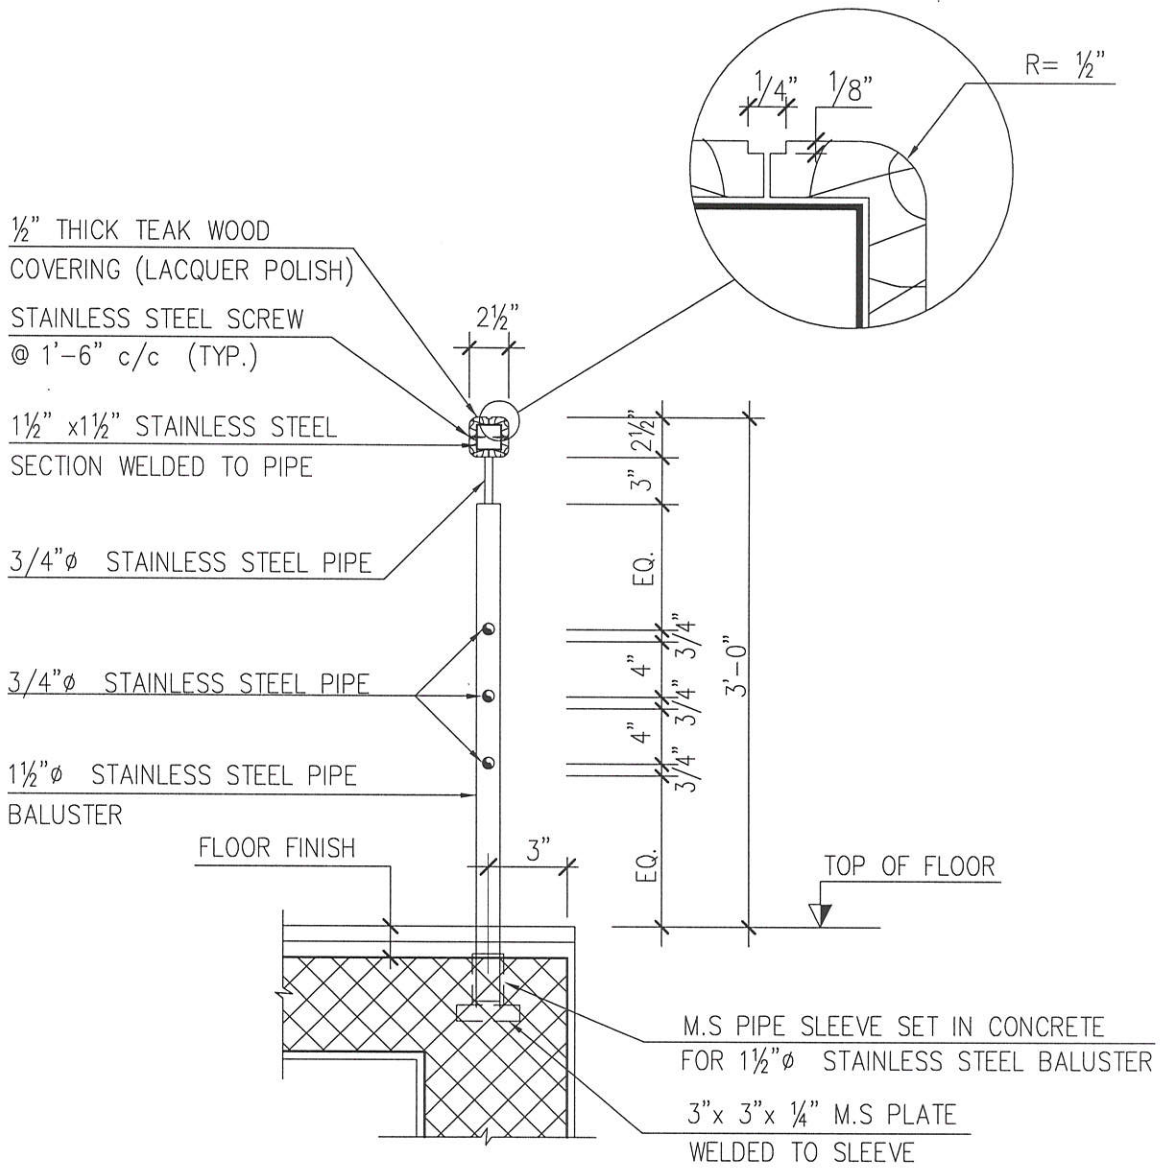 R= ½"
1/4"
1/8"
½" THICK TEAK WOOD
COVERING (LACQUER POLISH)
STAINLESS STEEL SCREW
@ 1'-6" c/c (TYP.)
2½"
1½" x1½" STAINLESS STEEL
SECTION WELDED TO PIPE
2½"
3"
3/4"ø STAINLESS STEEL PIPE
EQ.
3/4"
3'-0"
4"
3/4"ø STAINLESS STEEL PIPE
3/4"
4"
3/4"
1½"ø STAINLESS STEEL PIPE
BALUSTER
FLOOR FINISH
3"
EQ.
TOP OF FLOOR
M.S PIPE SLEEVE SET IN CONCRETE
FOR 1½"ø STAINLESS STEEL BALUSTER
3"x 3"x ¼" M.S PLATE
WELDED TO SLEEVE